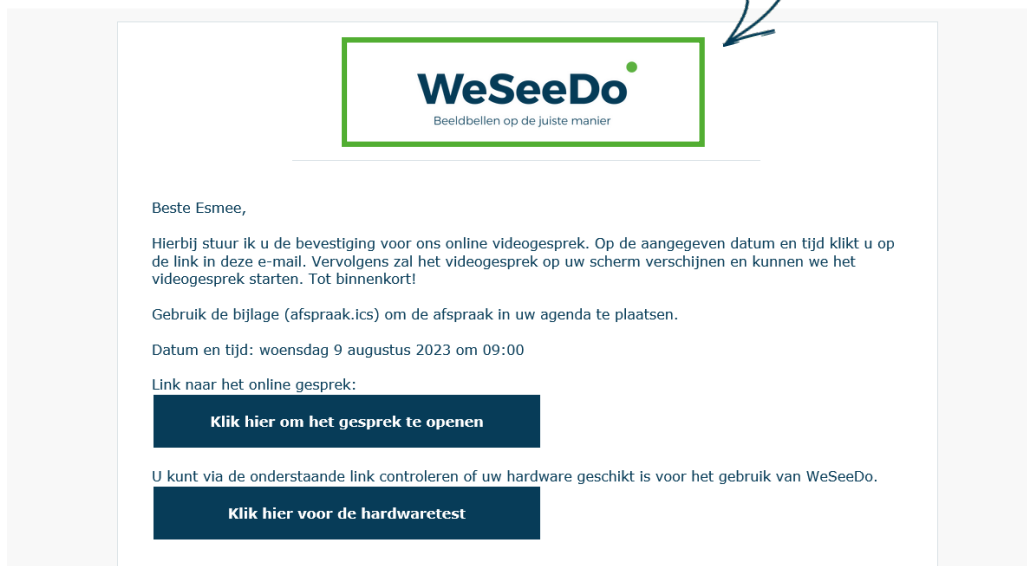 WeSeeDo
Beeldbellen op de juiste manier
Beste Esmee,
Hierbij stuur ik u de bevestiging voor ons online videogesprek. Op de aangegeven datum en tijd klikt u op
de link in deze e-mail. Vervolgens zal het videogesprek op uw scherm verschijnen en kunnen we het
videogesprek starten. Tot binnenkort!
Gebruik de bijlage (afspraak.ics) om de afspraak in uw agenda te plaatsen.
Datum en tijd: woensdag 9 augustus 2023 om 09:00
Link naar het online gesprek:
Klik hier om het gesprek te openen
U kunt via de onderstaande link controleren of uw hardware geschikt is voor het gebruik van WeSeeDo.
Klik hier voor de hardwaretest